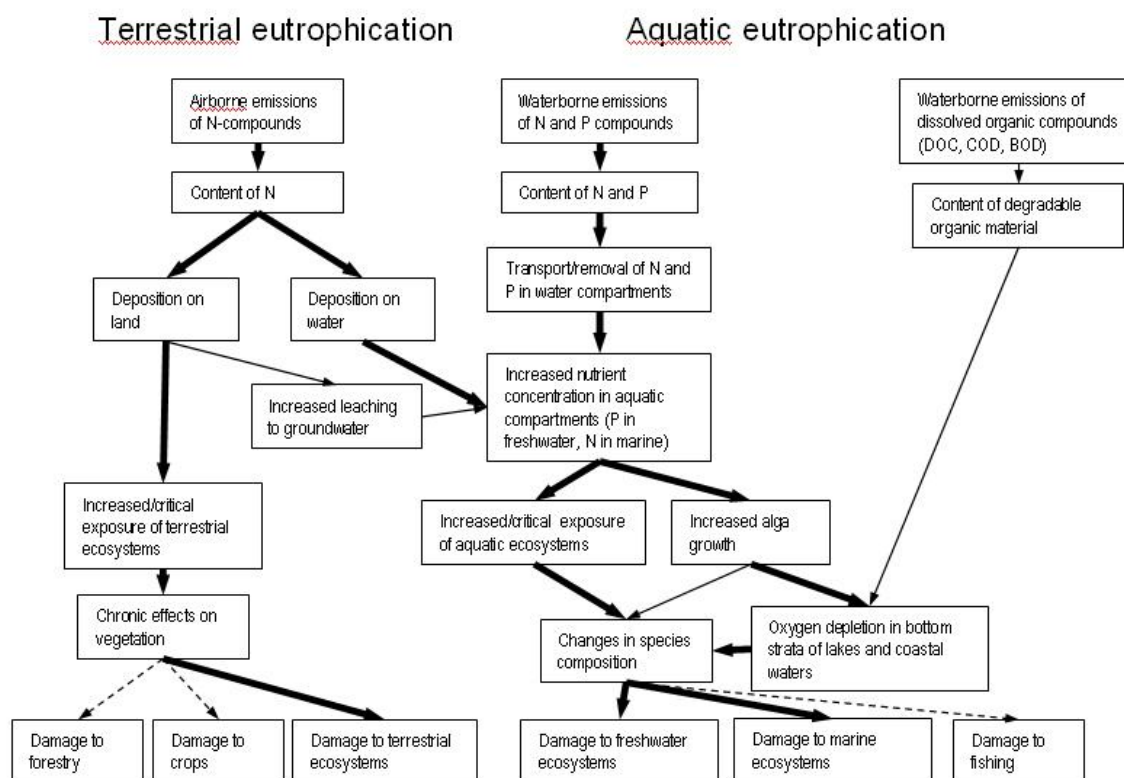 Terrestrial eutrophication
Aquatic eutrophication
Airborne emissions
of N-compounds
Waterborne emissions
of N and P compounds
Waterborne emissions of
dissolved organic compounds
(DOC, COD, BOD)
Content of N
Content of N and P
Content of degradable
organic material
Deposition on
land
Deposition on
water
Transport/removal of N and
P in water compartments
Increased leaching
to groundwater
Increased nutrient
concentration in aquatic
compartments (P in
freshwater, N in marine)
Increased/critical
exposure of terrestrial
ecosystems
Increased/critical exposure
of aquatic ecosystems
Increased alga
growth
Chronic effects on
vegetation
Changes in species
composition
Oxygen depletion in bottom
strata of lakes and coastal
waters
Damage to
forestry
Damage to
crops
Damage to terrestrial
ecosystems
Damage to freshwater
ecosystems
Damage to marine
ecosystems
Damage to
fishing